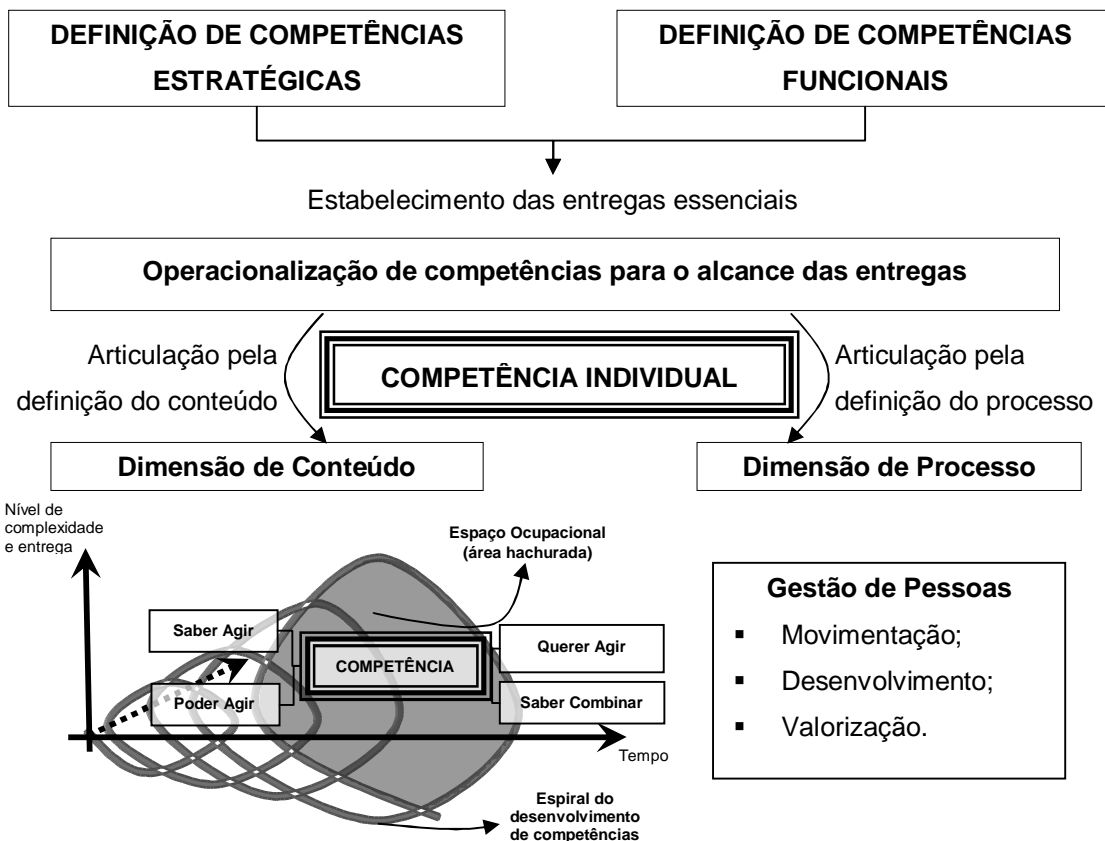 DEFINIÇÃO DE COMPETÊNCIAS
ESTRATÉGICAS
DEFINIÇÃO DE COMPETÊNCIAS
FUNCIONAIS
Estabelecimento das entregas essenciais
Operacionalização de competências para o alcance das entregas
Articulação pela
definição do conteúdo
COMPETÊNCIA INDIVIDUAL
Articulação pela
definição do processo
Dimensão de Conteúdo
Dimensão de Processo
Nível de
complexidade
e entrega
Espaço Ocupacional
(área hachurada)
Saber Agir
Poder Agir
COMPETÊNCIA
Querer Agir
Saber Combinar
Tempo
Espiral do
desenvolvimento
de competências
Gestão de Pessoas
▪ Movimentação;
▪ Desenvolvimento;
▪ Valorização.